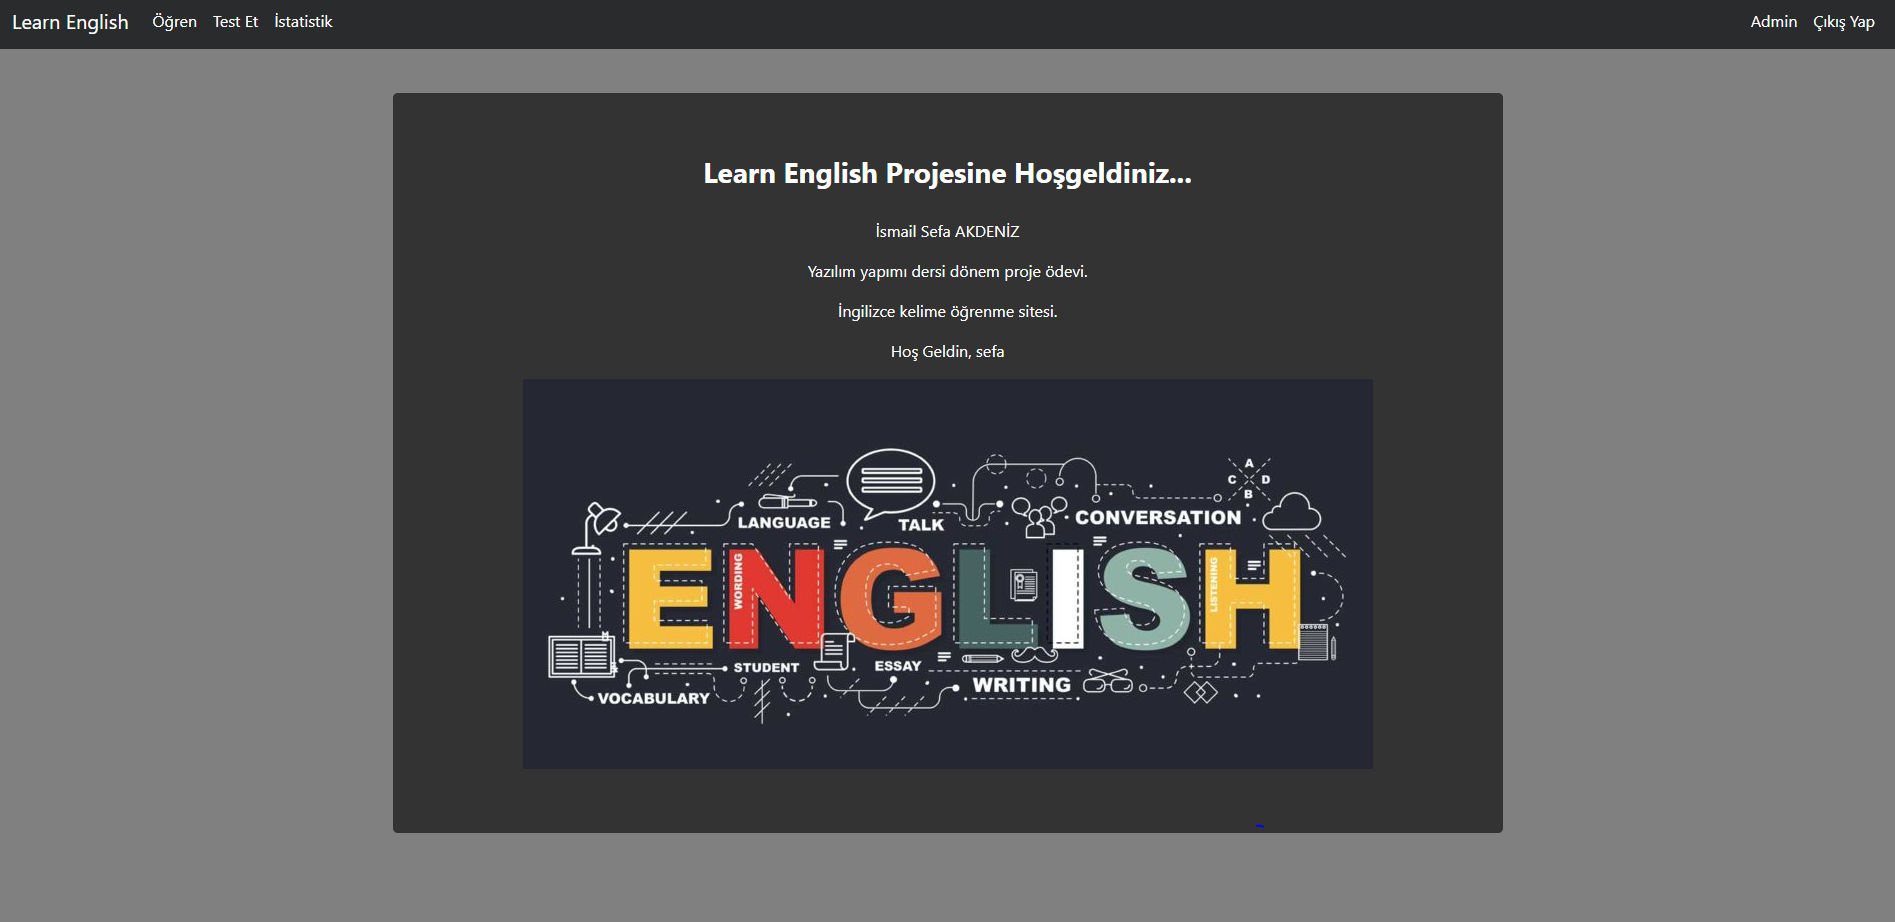 Learn English Öğren Test Et İstatistik Admin Çıkış Yap
Learn English Projesine Hoşgeldiniz...
İsmail Sefa AKDENİZ
Yazılım yapımı dersi dönem proje ödevi.
İngilizce kelime öğrenme sitesi.
Hoş Geldin, sefa
A
C D
B
LANGUAGE TALK CONVERSATION
ENGLISH
WORDING
LISTENING
STUDENT ESSAY
VOCABULARY WRITING